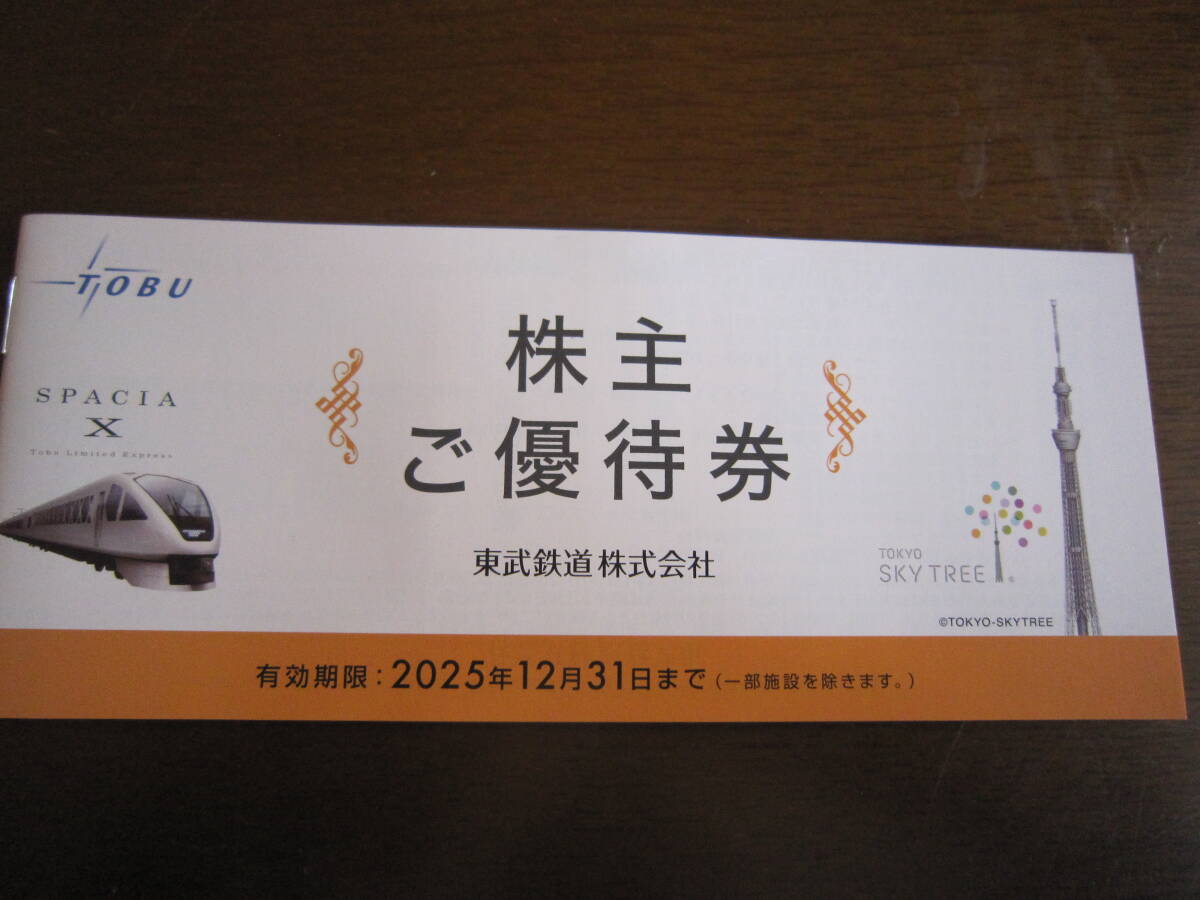 TOBU
SPACIA
X
Tobu Limited Express
株主
ご優待券
東武鉄道株式会社
TOKYO
SKYTREE®
©TOKYO-SKYTREE
有効期限：2025年12月31日まで（一部施設を除きます。）